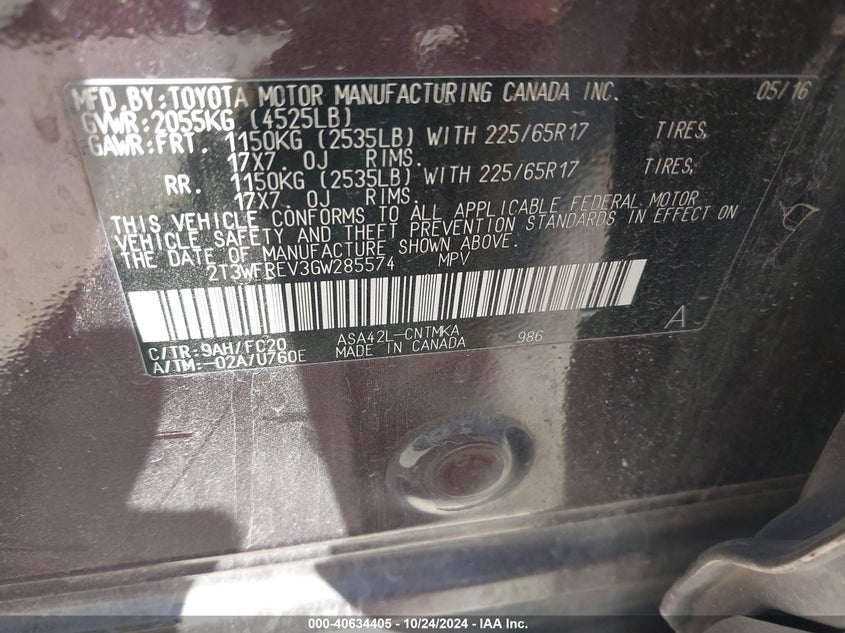 MFD.BY:TOYOTA MOTOR MANUFACTURING CANADA INC. 05/16
GVWR:2055KG (4525LB)
GAWR:FRT. 1150KG (2535LB) WITH 225/65R17 TIRES,
17X7.0J RIMS.
RR. 1150KG (2535LB) WITH 225/65R17 TIRES,
17X7.0J RIMS.
THIS VEHICLE CONFORMS TO ALL APPLICABLE FEDERAL MOTOR
VEHICLE SAFETY AND THEFT PREVENTION STANDARDS IN EFFECT ON
THE DATE OF MANUFACTURE SHOWN ABOVE.
2T3WFREV3GW285574 MPV
C/TR:9AH/FC20 ASA42L-CNTMKA 986 A
A/TM:-02A/U760E MADE IN CANADA
000-40634405 - 10/24/2024 - IAA Inc.